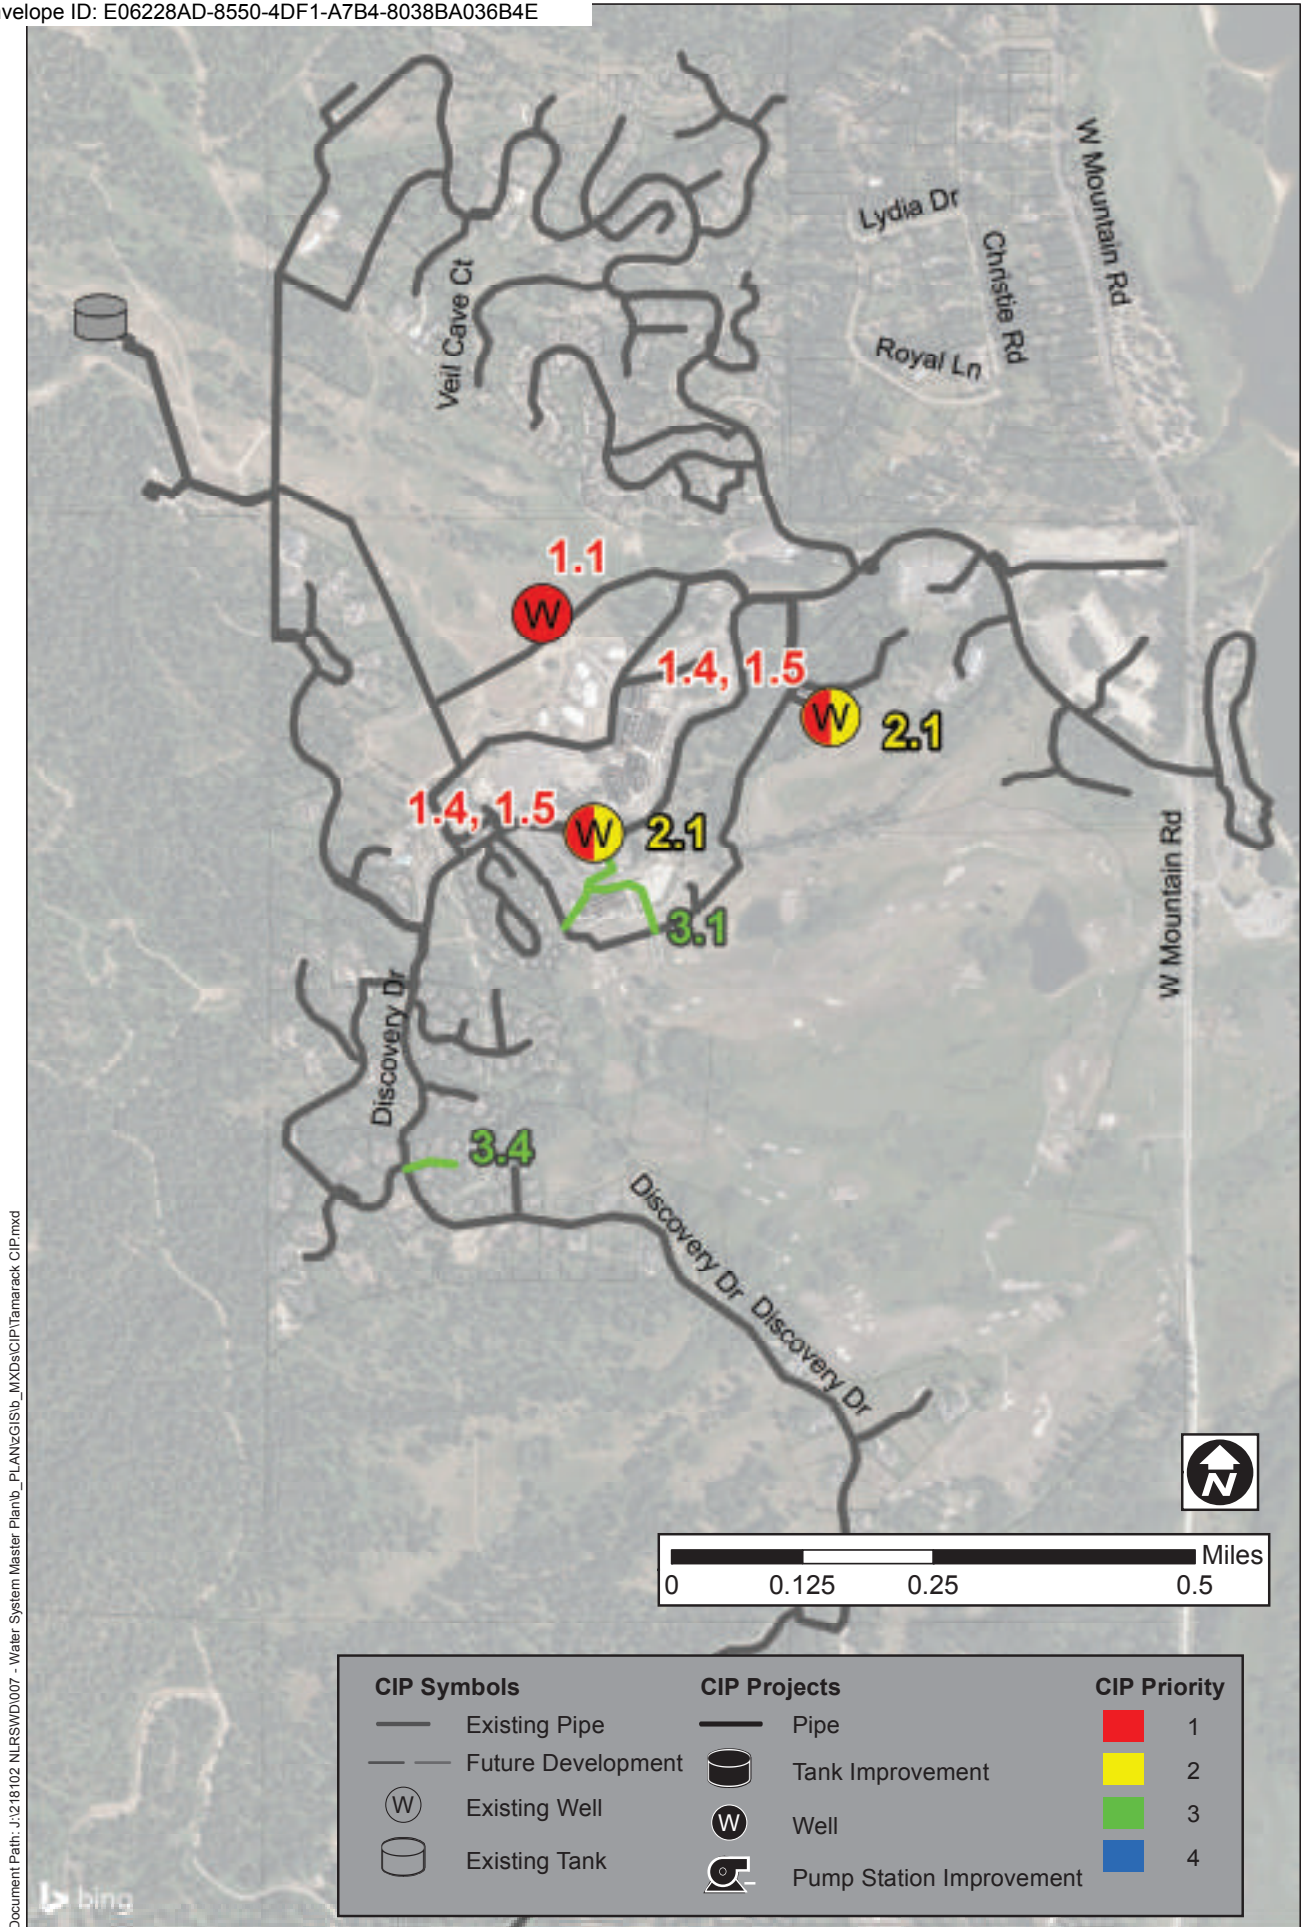 nvelope ID: E06228AD-8550-4DF1-A7B4-8038BA036B4E
W Mountain Rd
Lydia Dr
Christie Rd
Veil Cave Ct
Royal Ln
1.1
W
1.4, 1.5
W
2.1
1.4, 1.5
W
2.1
W Mountain Rd
3.1
Discovery Dr
3.4
Discovery Dr
Discovery Dr
N
Miles
0 0.125 0.25 0.5
CIP Symbols
Existing Pipe
Future Development
W Existing Well
Existing Tank
CIP Projects
Pipe
Tank Improvement
W Well
Pump Station Improvement
CIP Priority
1
2
3
4
bing
Document Path: J:\218102 NLRSWD\007 - Water System Master Plan\b_PLAN\zGIS\b_MXDs\CIP\Tamarack CIP.mxd